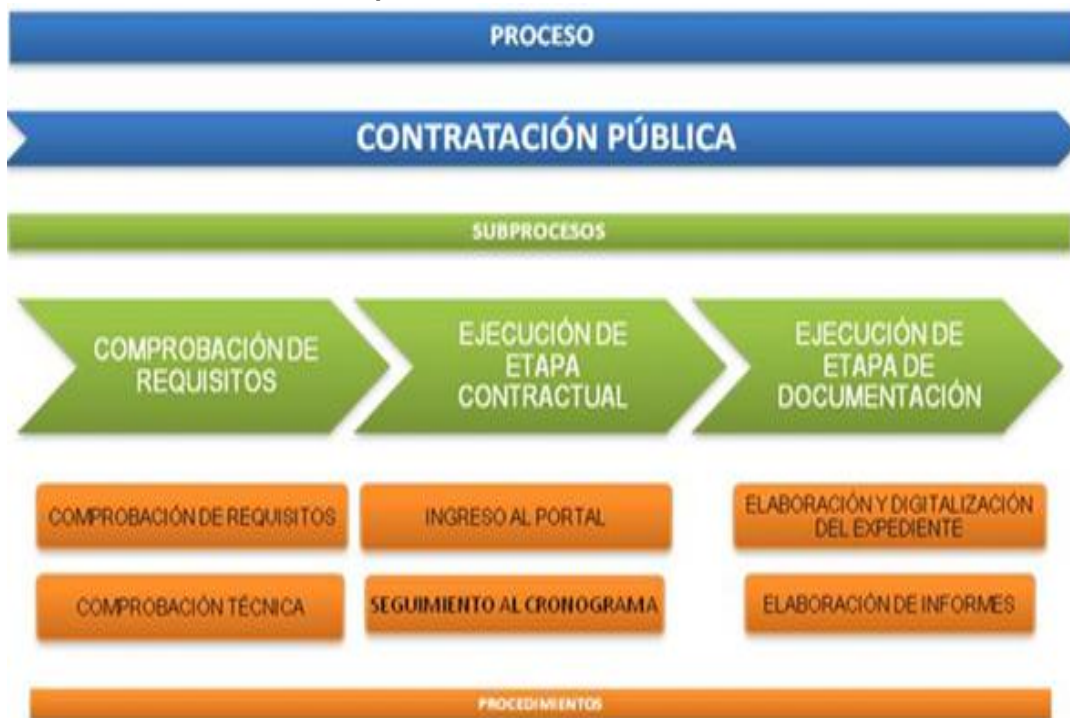 PROCESO
CONTRATACIÓN PÚBLICA
SUBPROCESOS
COMPROBACIÓN DE
REQUISITOS
EJECUCIÓN DE
ETAPA
CONTRACTUAL
EJECUCIÓN DE
ETAPA DE
DOCUMENTACIÓN
COMPROBACIÓN DE REQUISITOS
INGRESO AL PORTAL
ELABORACIÓN Y DIGITALIZACIÓN
DEL EXPEDIENTE
COMPROBACIÓN TÉCNICA
SEGUIMIENTO AL CRONOGRAMA
ELABORACIÓN DE INFORMES
PROCEDIMIENTOS